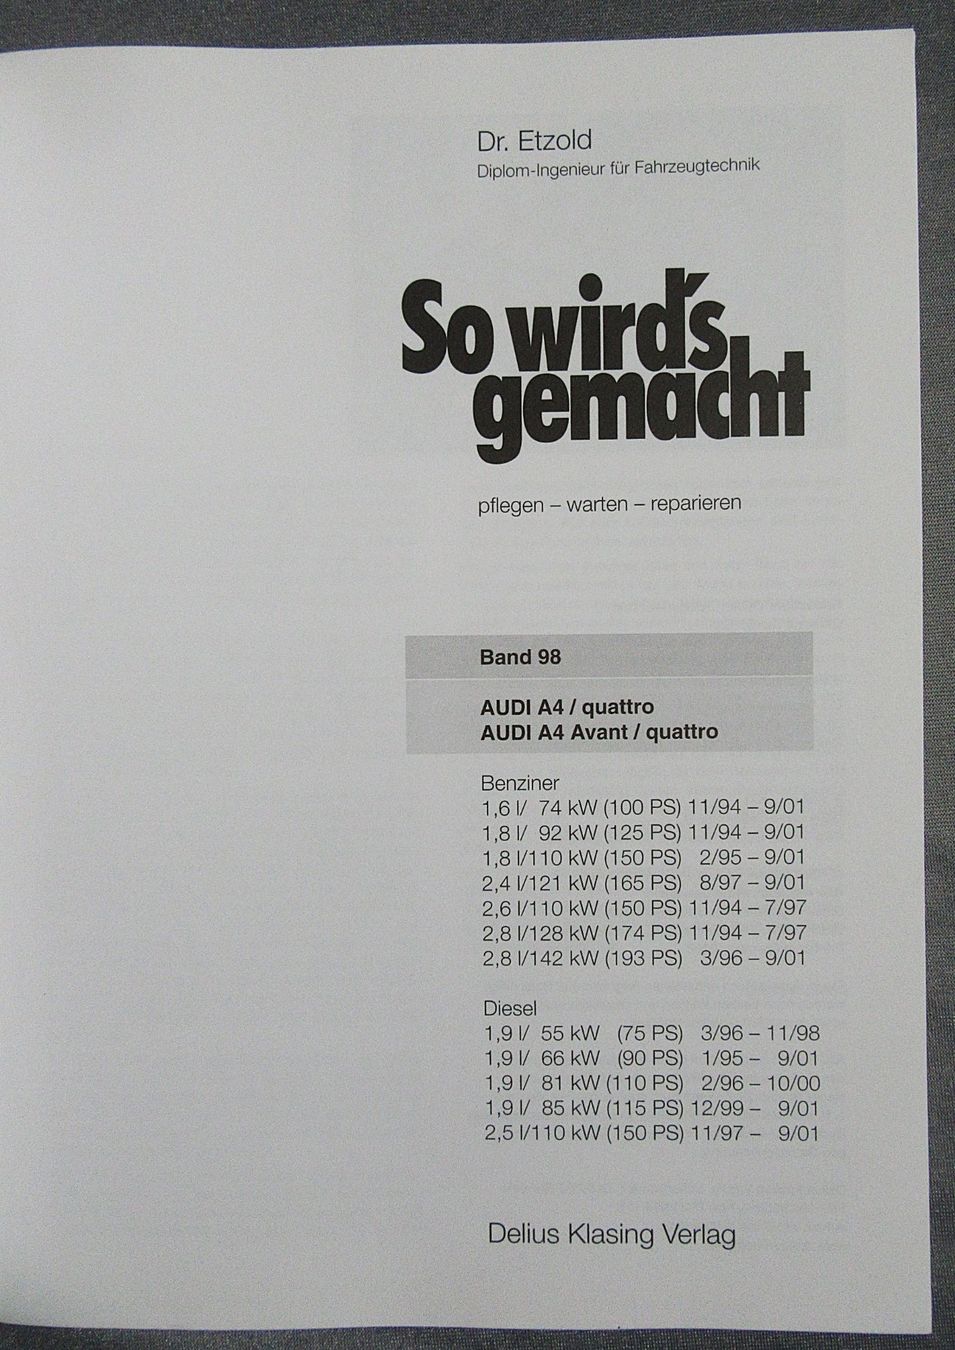 Dr. Etzold
Diplom-Ingenieur für Fahrzeugtechnik
So wird's
gemacht
pflegen – warten – reparieren
Band 98
AUDI A4 / quattro
AUDI A4 Avant / quattro
Benziner
1,6 l/ 74 kW (100 PS) 11/94 – 9/01
1,8 l/ 92 kW (125 PS) 11/94 – 9/01
1,8 l/110 kW (150 PS) 2/95 – 9/01
2,4 l/121 kW (165 PS) 8/97 – 9/01
2,6 l/110 kW (150 PS) 11/94 – 7/97
2,8 l/128 kW (174 PS) 11/94 – 7/97
2,8 l/142 kW (193 PS) 3/96 – 9/01
Diesel
1,9 l/ 55 kW (75 PS) 3/96 – 11/98
1,9 l/ 66 kW (90 PS) 1/95 – 9/01
1,9 l/ 81 kW (110 PS) 2/96 – 10/00
1,9 l/ 85 kW (115 PS) 12/99 – 9/01
2,5 l/110 kW (150 PS) 11/97 – 9/01
Delius Klasing Verlag